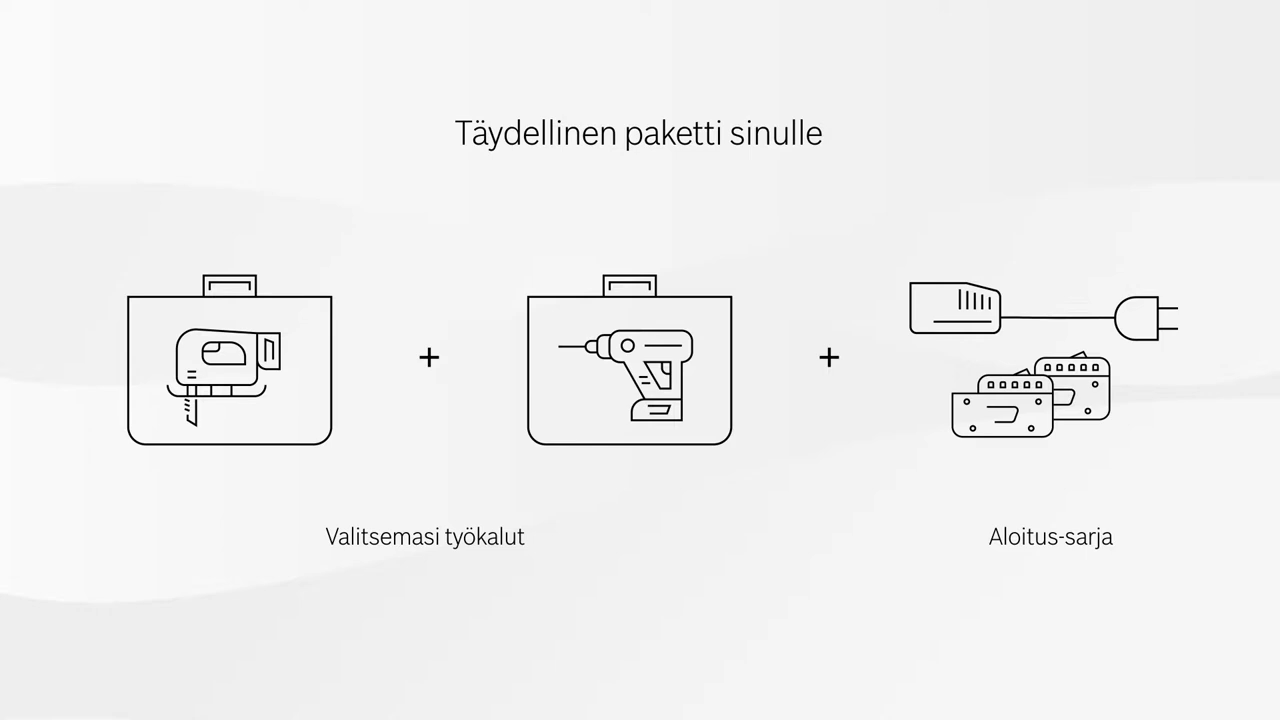 Täydellinen paketti sinulle
+
+
Valitsemasi työkalut
Aloitus-sarja